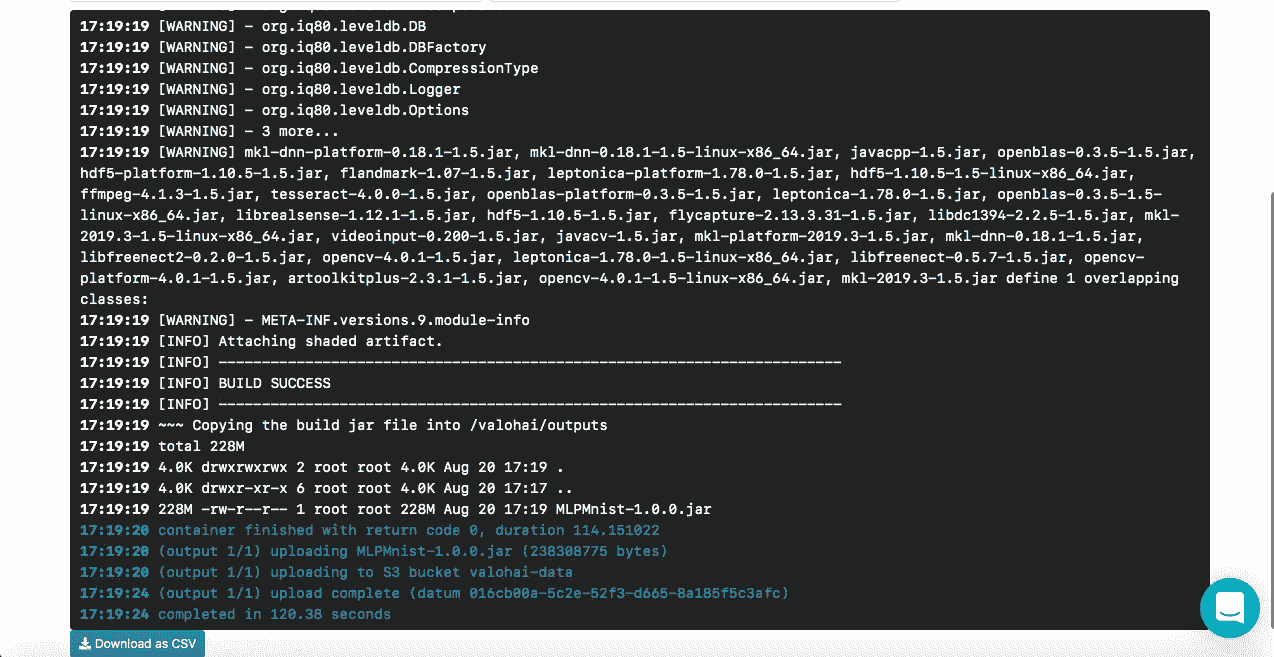 17:19:19 [WARNING] - org.iq80.leveldb.DB
17:19:19 [WARNING] - org.iq80.leveldb.DBFactory
17:19:19 [WARNING] - org.iq80.leveldb.CompressionType
17:19:19 [WARNING] - org.iq80.leveldb.Logger
17:19:19 [WARNING] - org.iq80.leveldb.Options
17:19:19 [WARNING] - 3 more...
17:19:19 [WARNING] mkl-dnn-platform-0.18.1-1.5.jar, mkl-dnn-0.18.1-1.5-linux-x86_64.jar, javacpp-1.5.jar, openblas-0.3.5-1.5.jar,
hdf5-platform-1.10.5-1.5.jar, flandmark-1.07-1.5.jar, leptonica-platform-1.78.0-1.5.jar, hdf5-1.10.5-1.5-linux-x86_64.jar,
ffmpeg-4.1.3-1.5.jar, tesseract-4.0.0-1.5.jar, openblas-platform-0.3.5-1.5.jar, leptonica-1.78.0-1.5.jar, openblas-0.3.5-1.5-
linux-x86_64.jar, librealsense-1.12.1-1.5.jar, hdf5-1.10.5-1.5.jar, flycapture-2.13.3.31-1.5.jar, libdc1394-2.2.5-1.5.jar, mkl-
2019.3-1.5-linux-x86_64.jar, videoinput-0.200-1.5.jar, javacv-1.5.jar, mkl-platform-2019.3-1.5.jar, mkl-dnn-0.18.1-1.5.jar,
libfreenect2-0.2.0-1.5.jar, opencv-4.0.1-1.5.jar, leptonica-1.78.0-1.5-linux-x86_64.jar, libfreenect-0.5.7-1.5.jar, opencv-
platform-4.0.1-1.5.jar, artoolkitplus-2.3.1-1.5.jar, opencv-4.0.1-1.5-linux-x86_64.jar, mkl-2019.3-1.5.jar define 1 overlapping
classes:
17:19:19 [WARNING] - META-INF.versions.9.module-info
17:19:19 [INFO] Attaching shaded artifact.
17:19:19 [INFO] ------------------------------------------------------------------------
17:19:19 [INFO] BUILD SUCCESS
17:19:19 [INFO] ------------------------------------------------------------------------
17:19:19 ~~~ Copying the build jar file into /valohai/outputs
17:19:19 total 228M
17:19:19 4.0K drwxrwxrwx 2 root root 4.0K Aug 20 17:19 .
17:19:19 4.0K drwxr-xr-x 6 root root 4.0K Aug 20 17:17 ..
17:19:19 228M -rw-r--r-- 1 root root 228M Aug 20 17:19 MLPMnist-1.0.0.jar
17:19:20 container finished with return code 0, duration 114.151022
17:19:20 (output 1/1) uploading MLPMnist-1.0.0.jar (238308775 bytes)
17:19:20 (output 1/1) uploading to S3 bucket valohai-data
17:19:24 (output 1/1) upload complete (datum 016cb00a-5c2e-52f3-d665-8a185f5c3afc)
17:19:24 completed in 120.38 seconds
Download as CSV